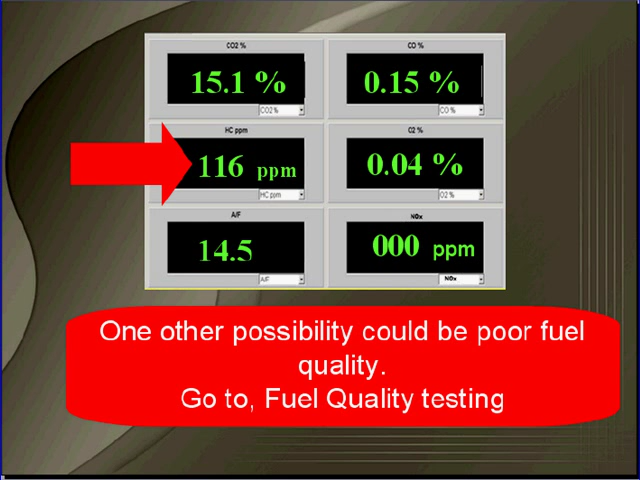 CO2 % CO %
15.1 % 0.15 %
CO2 % CO %
HC ppm O2 %
116 ppm 0.04 %
HC ppm O2 %
A/F NOx
14.5 000 ppm
A/F NOx
One other possibility could be poor fuel
quality.
Go to, Fuel Quality testing